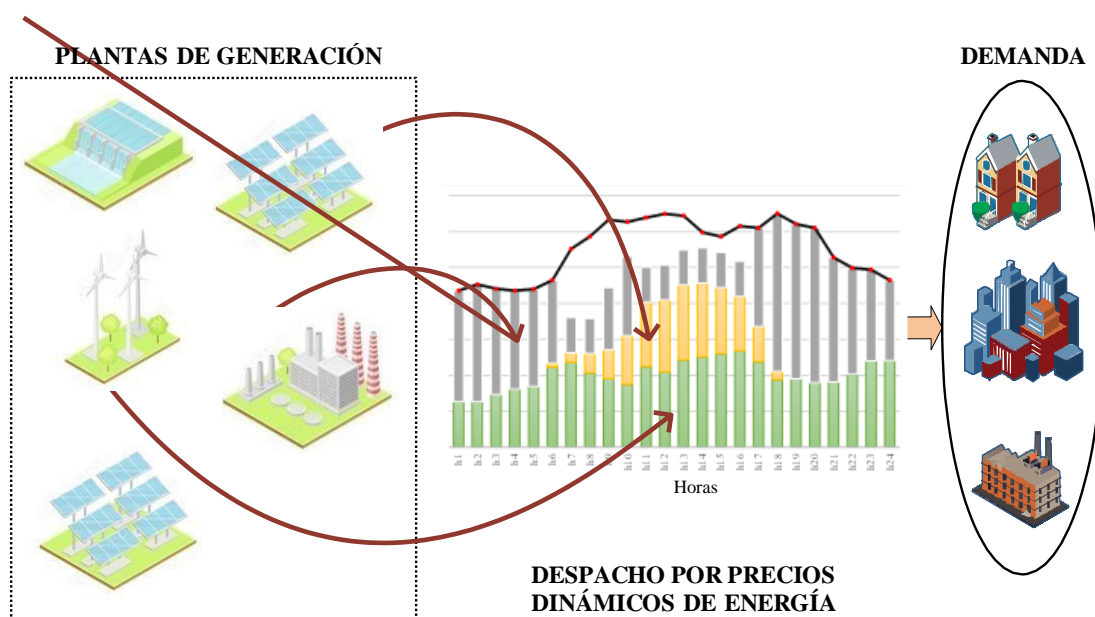 PLANTAS DE GENERACIÓN
DEMANDA
h1 h2 h3 h4 h5 h6 h7 h8 h9 h10 h11 h12 h13 h14 h15 h16 h17 h18 h19 h20 h21 h22 h23 h24
Horas
DESPACHO POR PRECIOS
DINÁMICOS DE ENERGÍA